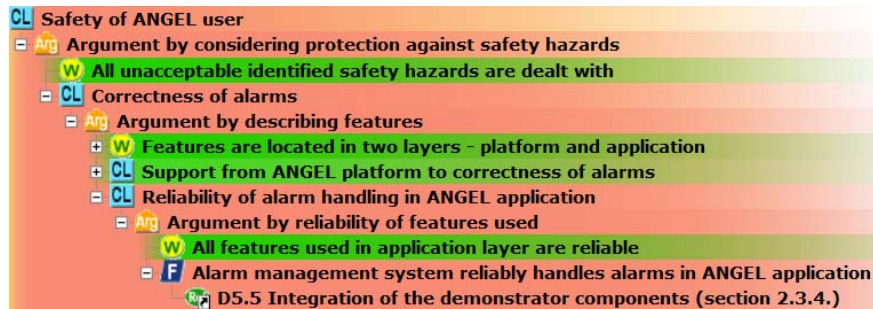 CL Safety of ANGEL user
Arg Argument by considering protection against safety hazards
W All unacceptable identified safety hazards are dealt with
CL Correctness of alarms
Arg Argument by describing features
W Features are located in two layers - platform and application
CL Support from ANGEL platform to correctness of alarms
CL Reliability of alarm handling in ANGEL application
Arg Argument by reliability of features used
W All features used in application layer are reliable
F Alarm management system reliably handles alarms in ANGEL application
D5.5 Integration of the demonstrator components (section 2.3.4.)